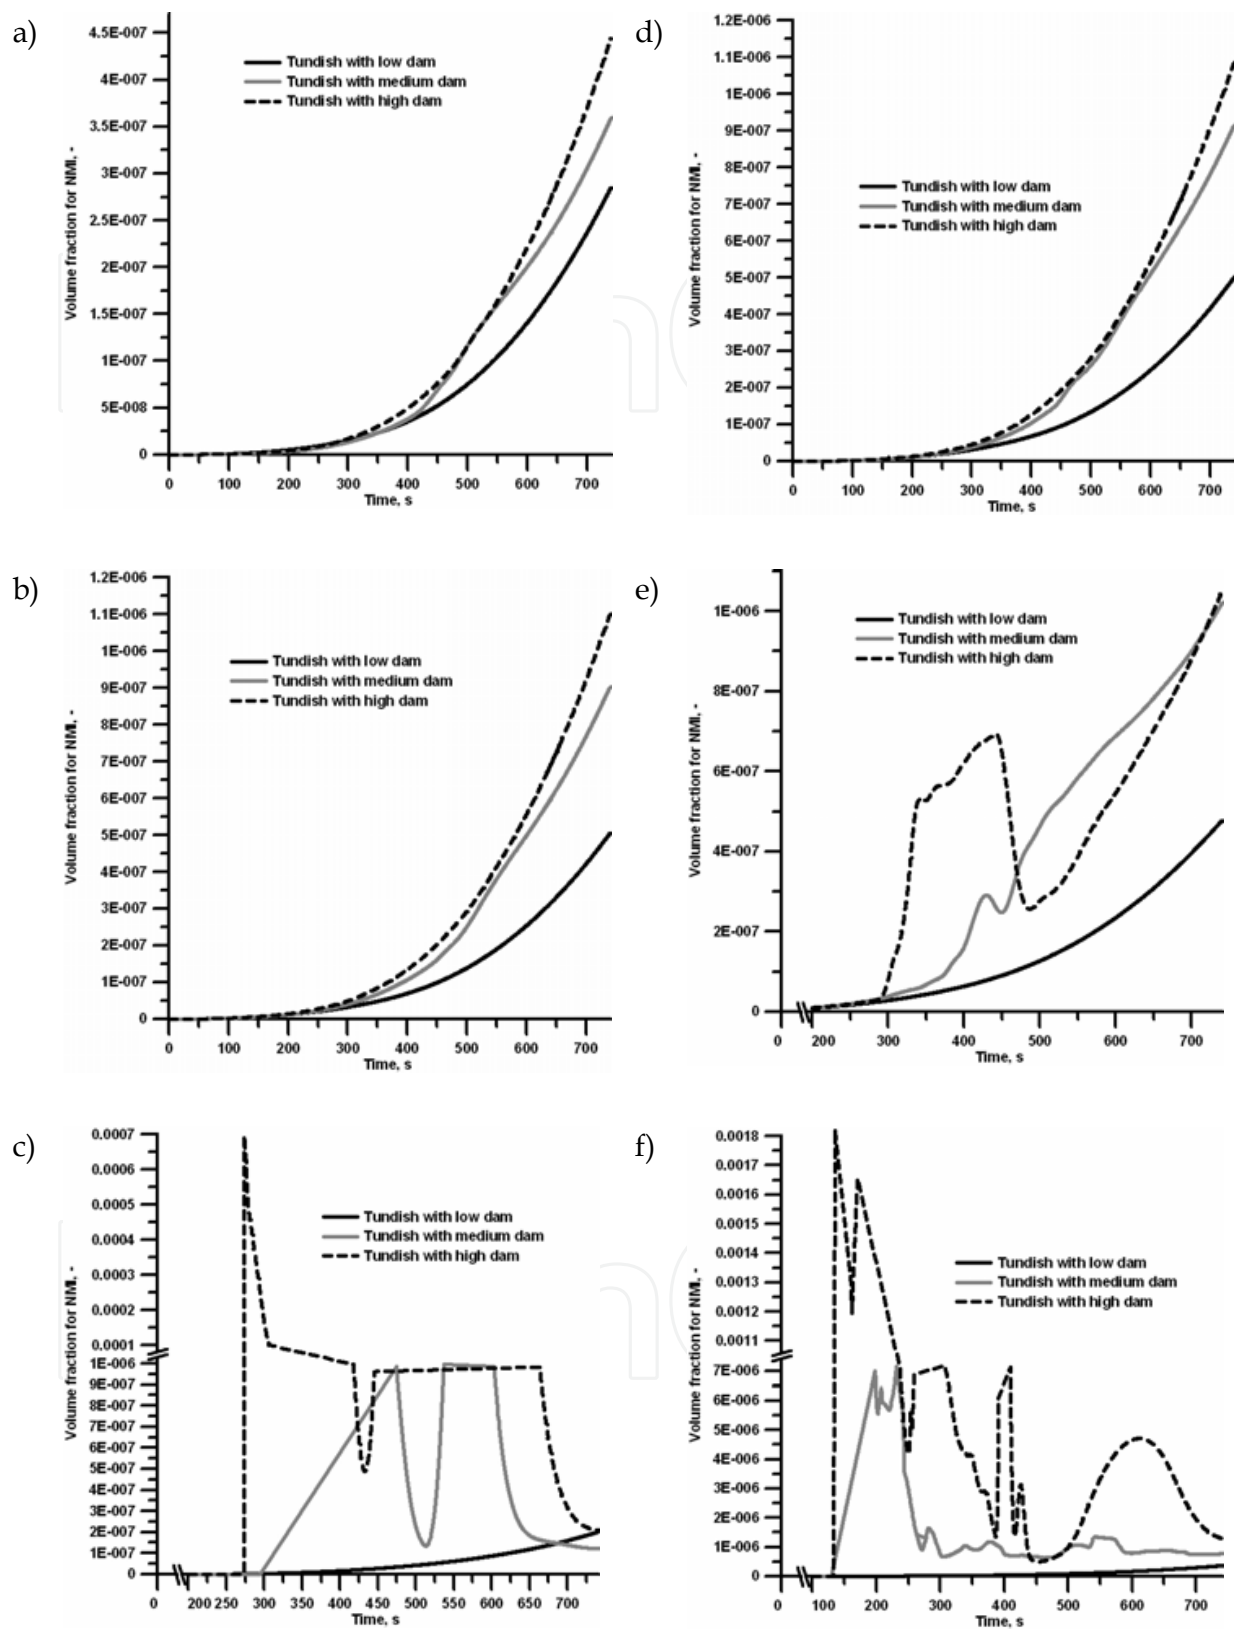 a)
4.5E-007
4E-007
3.5E-007
3E-007
2.5E-007
2E-007
1.5E-007
1E-007
5E-008
0
Volume fraction for NMI, -
Tundish with low dam
Tundish with medium dam
Tundish with high dam
0 100 200 300 400 500 600 700
Time, s
d)
1.2E-006
1.1E-006
1E-006
9E-007
8E-007
7E-007
6E-007
5E-007
4E-007
3E-007
2E-007
1E-007
0
Volume fraction for NMI, -
Tundish with low dam
Tundish with medium dam
Tundish with high dam
0 100 200 300 400 500 600 700
Time, s
b)
1.2E-006
1.1E-006
1E-006
9E-007
8E-007
7E-007
6E-007
5E-007
4E-007
3E-007
2E-007
1E-007
0
Volume fraction for NMI, -
Tundish with low dam
Tundish with medium dam
Tundish with high dam
0 100 200 300 400 500 600 700
Time, s
e)
1E-006
8E-007
6E-007
4E-007
2E-007
0
Volume fraction for NMI, -
Tundish with low dam
Tundish with medium dam
Tundish with high dam
0 200 300 400 500 600 700
Time, s
c)
0.0007
0.0006
0.0005
0.0004
0.0003
0.0002
0.0001
1E-006
9E-007
8E-007
7E-007
6E-007
5E-007
4E-007
3E-007
2E-007
1E-007
0
Volume fraction for NMI, -
Tundish with low dam
Tundish with medium dam
Tundish with high dam
0 200 250 300 350 400 450 500 550 600 650 700
Time, s
f)
0.0018
0.0017
0.0016
0.0015
0.0014
0.0013
0.0012
0.0011
7E-006
6E-006
5E-006
4E-006
3E-006
2E-006
1E-006
0
Volume fraction for NMI, -
Tundish with low dam
Tundish with medium dam
Tundish with high dam
0 100 200 300 400 500 600 700
Time, s